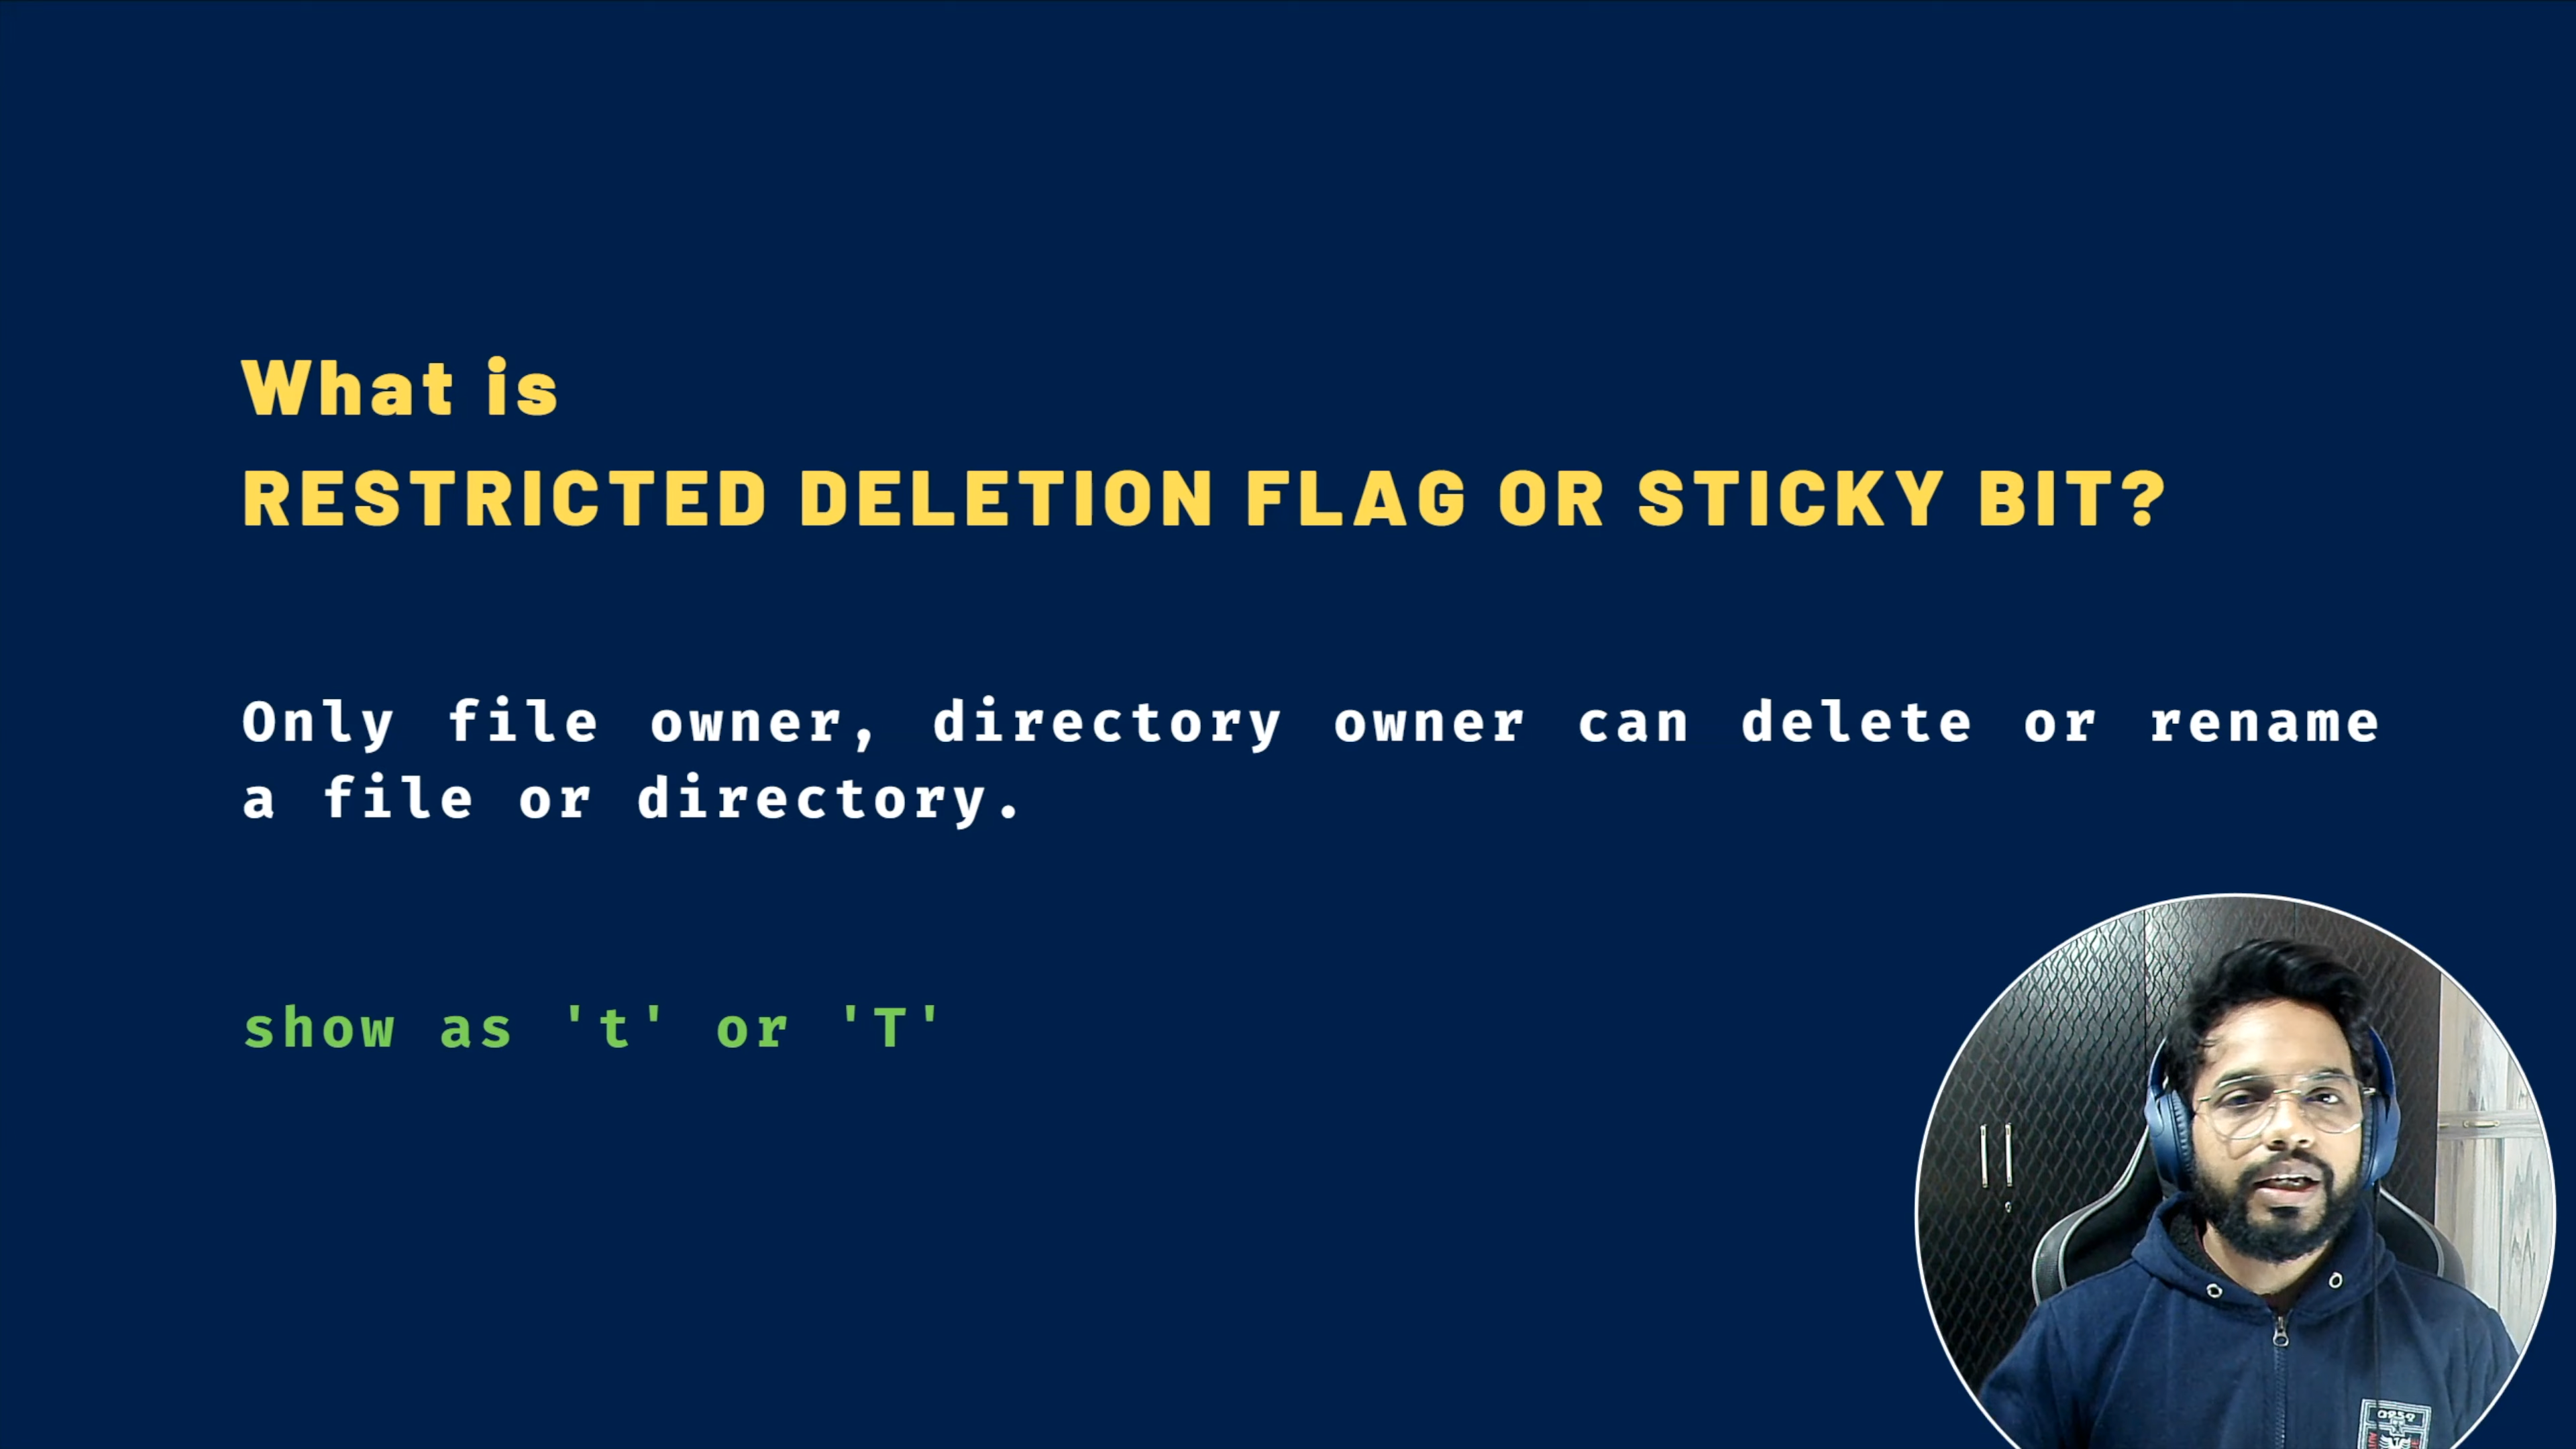 What is
RESTRICTED DELETION FLAG OR STICKY BIT?
Only file owner, directory owner can delete or rename
a file or directory.
show as 't' or 'T'